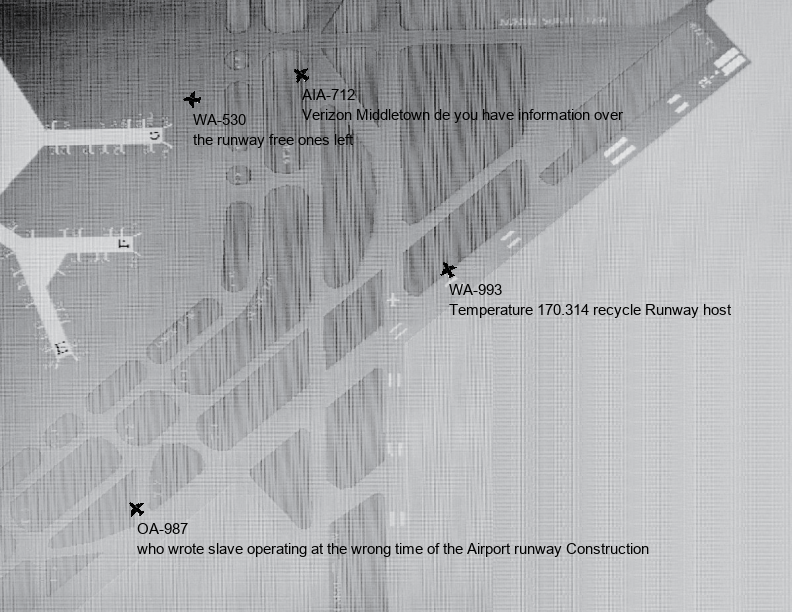 AIA-712
Verizon Middletown de you have information over
WA-530
the runway free ones left
WA-993
Temperature 170.314 recycle Runway host
OA-987
who wrote slave operating at the wrong time of the Airport runway Construction